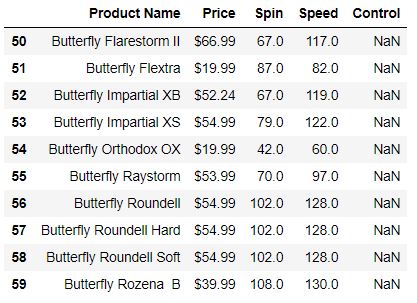 Product Name Price Spin Speed Control
50 Butterfly Flarestorm II $66.99 67.0 117.0 NaN
51 Butterfly Flextra $19.99 87.0 82.0 NaN
52 Butterfly Impartial XB $52.24 67.0 119.0 NaN
53 Butterfly Impartial XS $54.99 79.0 122.0 NaN
54 Butterfly Orthodox OX $19.99 42.0 60.0 NaN
55 Butterfly Raystorm $53.99 70.0 97.0 NaN
56 Butterfly Roundell $54.99 102.0 128.0 NaN
57 Butterfly Roundell Hard $54.99 102.0 128.0 NaN
58 Butterfly Roundell Soft $54.99 102.0 128.0 NaN
59 Butterfly Rozena B $39.99 108.0 130.0 NaN